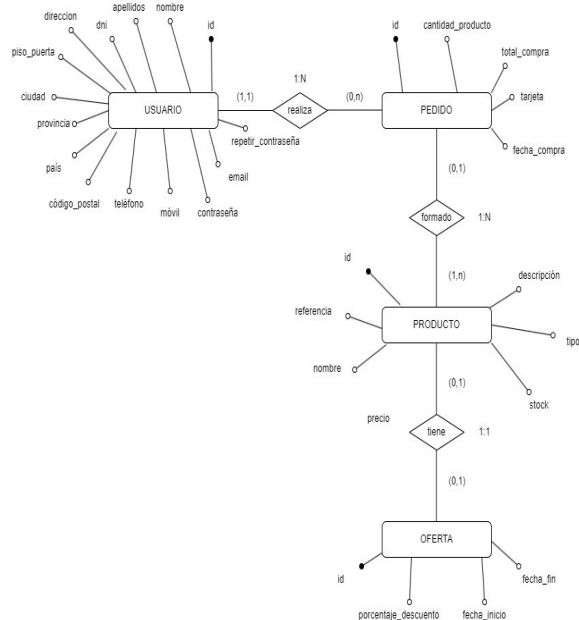 apellidos
nombre
direccion
dni
id
piso_puerta
ciudad
provincia
país
código_postal
teléfono
móvil
contraseña
email
repetir_contraseña
USUARIO
(1,1)
1:N
realiza
(0,n)
id
cantidad_producto
total_compra
tarjeta
fecha_compra
PEDIDO
(0,1)
formado
1:N
(1,n)
id
descripción
referencia
PRODUCTO
tipo
nombre
stock
(0,1)
precio
tiene
1:1
(0,1)
OFERTA
id
fecha_fin
porcentaje_descuento
fecha_inicio